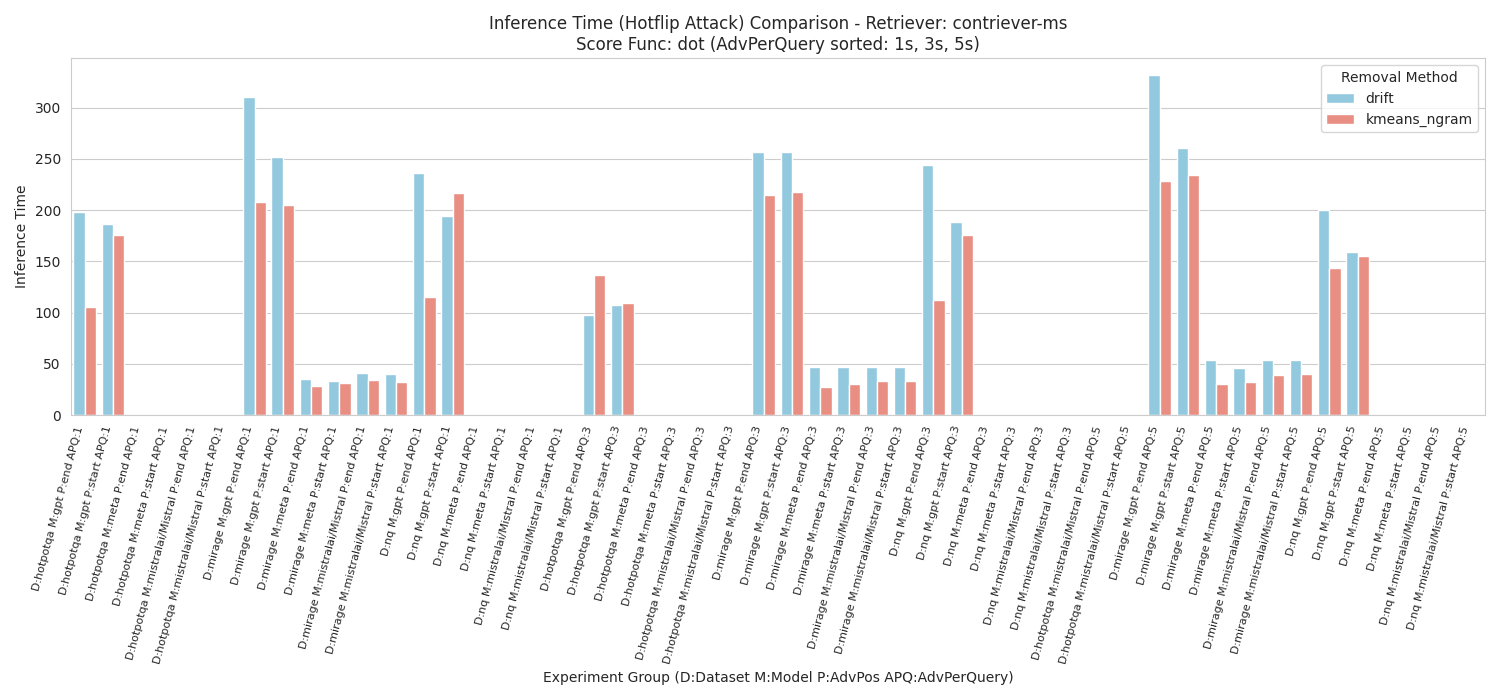 Inference Time (Hotflip Attack) Comparison - Retriever: contriever-ms
Score Func: dot (AdvPerQuery sorted: 1s, 3s, 5s)
Removal Method
drift
kmeans_ngram
Inference Time
300
250
200
150
100
50
0
D:hotpotqa M:gpt P:end APQ:1
D:hotpotqa M:gpt P:start APQ:1
D:hotpotqa M:meta P:end APQ:1
D:hotpotqa M:meta P:start APQ:1
D:hotpotqa M:mistralai/Mistral P:end APQ:1
D:hotpotqa M:mistralai/Mistral P:start APQ:1
D:mirage M:gpt P:end APQ:1
D:mirage M:gpt P:start APQ:1
D:mirage M:meta P:end APQ:1
D:mirage M:meta P:start APQ:1
D:mirage M:mistralai/Mistral P:end APQ:1
D:mirage M:mistralai/Mistral P:start APQ:1
D:nq M:gpt P:end APQ:1
D:nq M:gpt P:start APQ:1
D:nq M:meta P:end APQ:1
D:nq M:meta P:start APQ:1
D:nq M:mistralai/Mistral P:end APQ:1
D:nq M:mistralai/Mistral P:start APQ:1
D:hotpotqa M:gpt P:end APQ:3
D:hotpotqa M:gpt P:start APQ:3
D:hotpotqa M:meta P:end APQ:3
D:hotpotqa M:meta P:start APQ:3
D:hotpotqa M:mistralai/Mistral P:end APQ:3
D:hotpotqa M:mistralai/Mistral P:start APQ:3
D:mirage M:gpt P:end APQ:3
D:mirage M:gpt P:start APQ:3
D:mirage M:meta P:end APQ:3
D:mirage M:meta P:start APQ:3
D:mirage M:mistralai/Mistral P:end APQ:3
D:mirage M:mistralai/Mistral P:start APQ:3
D:nq M:gpt P:end APQ:3
D:nq M:gpt P:start APQ:3
D:nq M:meta P:end APQ:3
D:nq M:meta P:start APQ:3
D:nq M:mistralai/Mistral P:end APQ:3
D:nq M:mistralai/Mistral P:start APQ:3
D:hotpotqa M:mistralai/Mistral P:end APQ:5
D:hotpotqa M:mistralai/Mistral P:start APQ:5
D:mirage M:gpt P:end APQ:5
D:mirage M:gpt P:start APQ:5
D:mirage M:meta P:end APQ:5
D:mirage M:meta P:start APQ:5
D:mirage M:mistralai/Mistral P:end APQ:5
D:mirage M:mistralai/Mistral P:start APQ:5
D:nq M:gpt P:end APQ:5
D:nq M:gpt P:start APQ:5
D:nq M:meta P:end APQ:5
D:nq M:meta P:start APQ:5
D:nq M:mistralai/Mistral P:end APQ:5
D:nq M:mistralai/Mistral P:start APQ:5
Experiment Group (D:Dataset M:Model P:AdvPos APQ:AdvPerQuery)